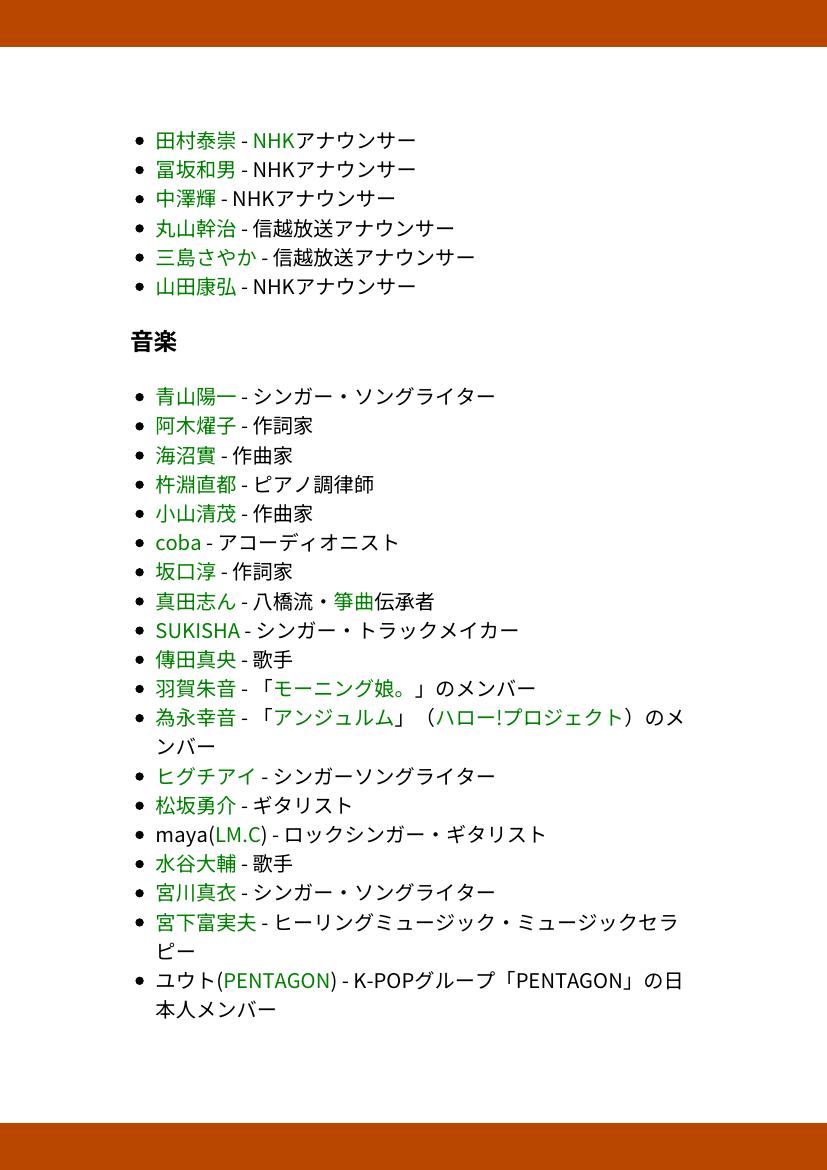 田村泰崇 - NHKアナウンサー
冨坂和男 - NHKアナウンサー
中澤輝 - NHKアナウンサー
丸山幹治 - 信越放送アナウンサー
三島さやか - 信越放送アナウンサー
山田康弘 - NHKアナウンサー
音楽
青山陽一 - シンガー・ソングライター
阿木燿子 - 作詞家
海沼實 - 作曲家
杵淵直都 - ピアノ調律師
小山清茂 - 作曲家
coba - アコーディオニスト
坂口淳 - 作詞家
真田志ん - 八橋流・箏曲伝承者
SUKISHA - シンガー・トラックメイカー
傳田真央 - 歌手
羽賀朱音 - 「モーニング娘。」のメンバー
為永幸音 - 「アンジュルム」（ハロー!プロジェクト）のメ
ンバー
ヒグチアイ - シンガーソングライター
松坂勇介 - ギタリスト
maya(LM.C) - ロックシンガー・ギタリスト
水谷大輔 - 歌手
宮川真衣 - シンガー・ソングライター
宮下富実夫 - ヒーリングミュージック・ミュージックセラ
ピー
ユウト(PENTAGON) - K-POPグループ「PENTAGON」の日
本人メンバー